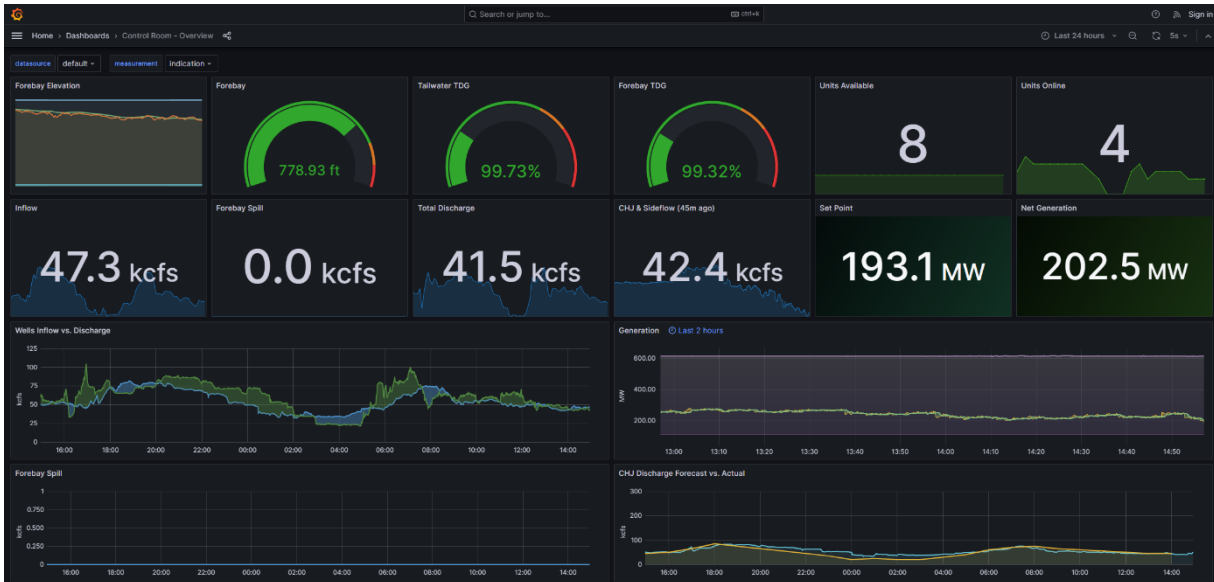 Search or jump to... ctrl+k Sign in
Home › Dashboards › Control Room - Overview Last 24 hours 5s
datasource default measurement indication
Forebay Elevation
Forebay
778.93 ft
Tailwater TDG
99.73%
Forebay TDG
99.32%
Units Available
8
Units Online
4
Inflow
47.3 kcfs
Forebay Spill
0.0 kcfs
Total Discharge
41.5 kcfs
CHJ & Sideflow (45m ago)
42.4 kcfs
Set Point
193.1 MW
Net Generation
202.5 MW
Wells Inflow vs. Discharge
125
100
75
50
25
0
kcfs
16:00 18:00 20:00 22:00 00:00 02:00 04:00 06:00 08:00 10:00 12:00 14:00
Generation Last 2 hours
600.00
400.00
200.00
MW
13:00 13:10 13:20 13:30 13:40 13:50 14:00 14:10 14:20 14:30 14:40 14:50
Forebay Spill
1
0.750
0.500
0.250
0
kcfs
16:00 18:00 20:00 22:00 00:00 02:00 04:00 06:00 08:00 10:00 12:00 14:00
CHJ Discharge Forecast vs. Actual
300
200
100
0
kcfs
16:00 18:00 20:00 22:00 00:00 02:00 04:00 06:00 08:00 10:00 12:00 14:00